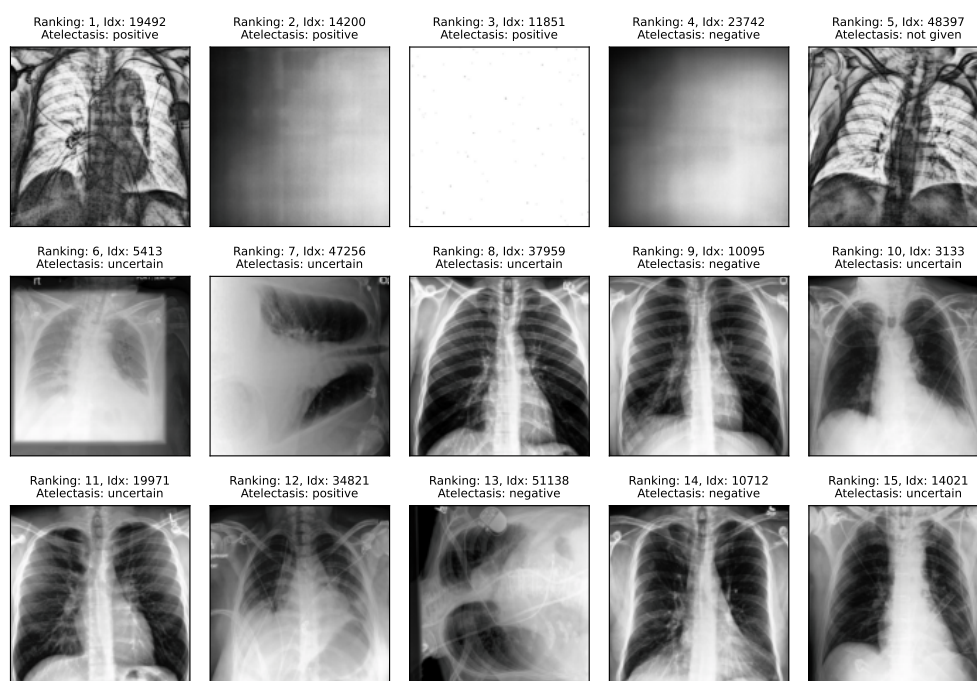 Ranking: 1, Idx: 19492
Atelectasis: positive
Ranking: 2, Idx: 14200
Atelectasis: positive
Ranking: 3, Idx: 11851
Atelectasis: positive
Ranking: 4, Idx: 23742
Atelectasis: negative
Ranking: 5, Idx: 48397
Atelectasis: not given
Ranking: 6, Idx: 5413
Atelectasis: uncertain
rt
Ranking: 7, Idx: 47256
Atelectasis: uncertain
Ranking: 8, Idx: 37959
Atelectasis: uncertain
Ranking: 9, Idx: 10095
Atelectasis: negative
Ranking: 10, Idx: 3133
Atelectasis: uncertain
Ranking: 11, Idx: 19971
Atelectasis: uncertain
Ranking: 12, Idx: 34821
Atelectasis: positive
Ranking: 13, Idx: 51138
Atelectasis: negative
Ranking: 14, Idx: 10712
Atelectasis: negative
Ranking: 15, Idx: 14021
Atelectasis: uncertain